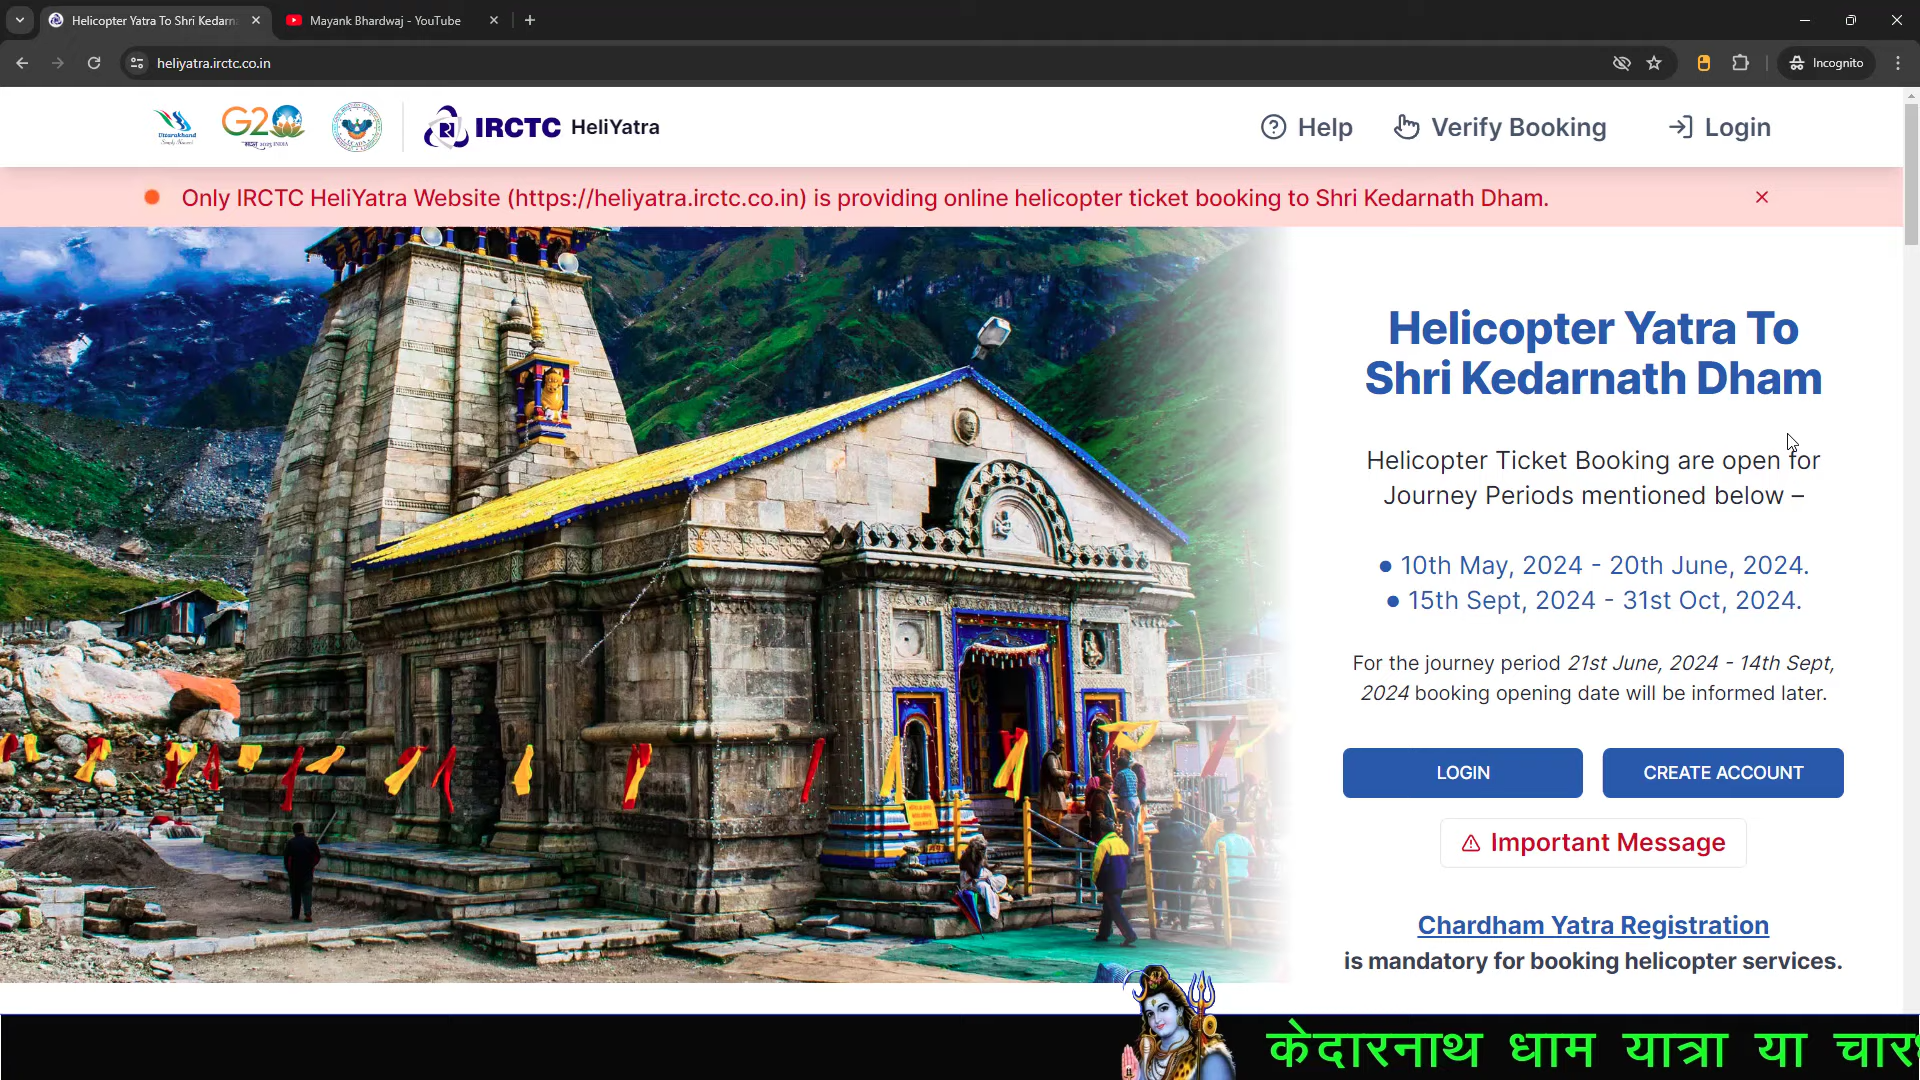 Helicopter Yatra To Shri Kedarn
Mayank Bhardwaj - YouTube
heliyatra.irctc.co.in
Incognito
Uttarakhand
G20
IRCTC HeliYatra
Help
Verify Booking
Login
Only IRCTC HeliYatra Website (https://heliyatra.irctc.co.in) is providing online helicopter ticket booking to Shri Kedarnath Dham.
Helicopter Yatra To
Shri Kedarnath Dham
Helicopter Ticket Booking are open for
Journey Periods mentioned below –
• 10th May, 2024 - 20th June, 2024.
• 15th Sept, 2024 - 31st Oct, 2024.
For the journey period 21st June, 2024 - 14th Sept,
2024 booking opening date will be informed later.
LOGIN
CREATE ACCOUNT
Important Message
Chardham Yatra Registration
is mandatory for booking helicopter services.
केदारनाथ धाम यात्रा या चार